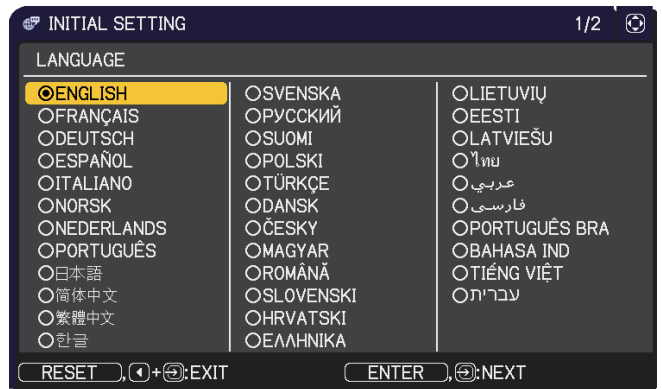 INITIAL SETTING 1/2
LANGUAGE
ENGLISH
FRANÇAIS
DEUTSCH
ESPAÑOL
ITALIANO
NORSK
NEDERLANDS
PORTUGUÊS
日本語
简体中文
繁體中文
한글
SVENSKA
РУССКИЙ
SUOMI
POLSKI
TÜRKÇE
DANSK
ČESKY
MAGYAR
ROMÂNĂ
SLOVENSKI
HRVATSKI
ΕΛΛΗΝΙΚΑ
LIETUVIŲ
EESTI
LATVIEŠU
ไทย
عربي
فارسی
PORTUGUÊS BRA
BAHASA IND
TIẾNG VIỆT
עברית
RESET , + :EXIT ENTER , :NEXT